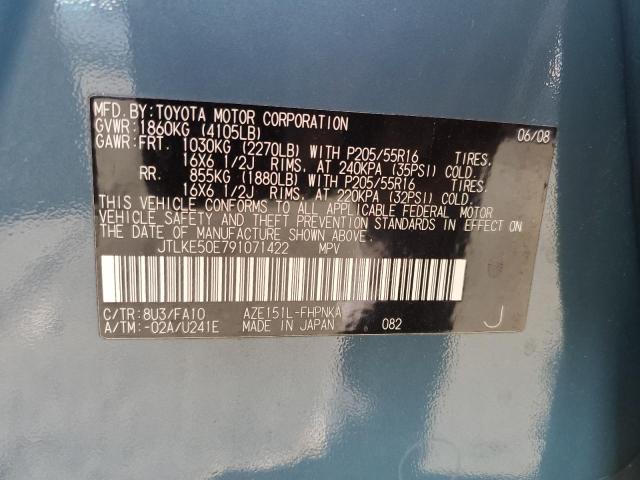 MFD.BY:TOYOTA MOTOR CORPORATION 06/08
GVWR:1860KG (4105LB)
GAWR:FRT. 1030KG (2270LB) WITH P205/55R16 TIRES.
16X6 1/2J RIMS. AT 240KPA (35PSI) COLD.
RR. 855KG (1880LB) WITH P205/55R16 TIRES.
16X6 1/2J RIMS. AT 220KPA (32PSI) COLD.
THIS VEHICLE CONFORMS TO ALL APPLICABLE FEDERAL MOTOR
VEHICLE SAFETY AND THEFT PREVENTION STANDARDS IN EFFECT ON
THE DATE OF MANUFACTURE SHOWN ABOVE.
JTLKE50E791071422 MPV
C/TR:8U3/FA10 AZE151L-FHPNKA
A/TM:-02A/U241E MADE IN JAPAN 082 J